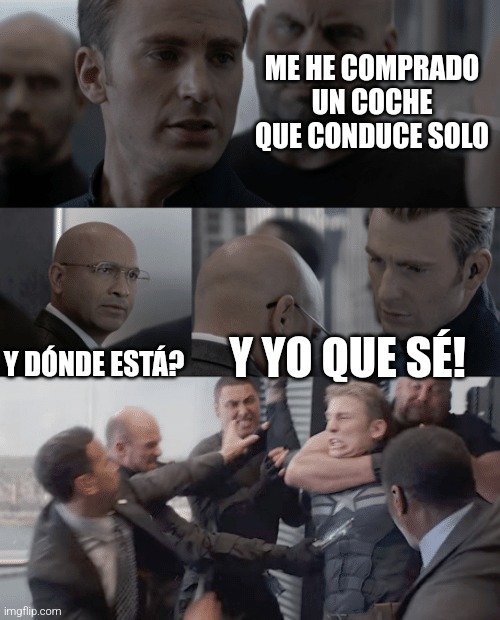 ME HE COMPRADO
UN COCHE
QUE CONDUCE SOLO
Y DÓNDE ESTÁ?
Y YO QUE SÉ!
imgflip.com